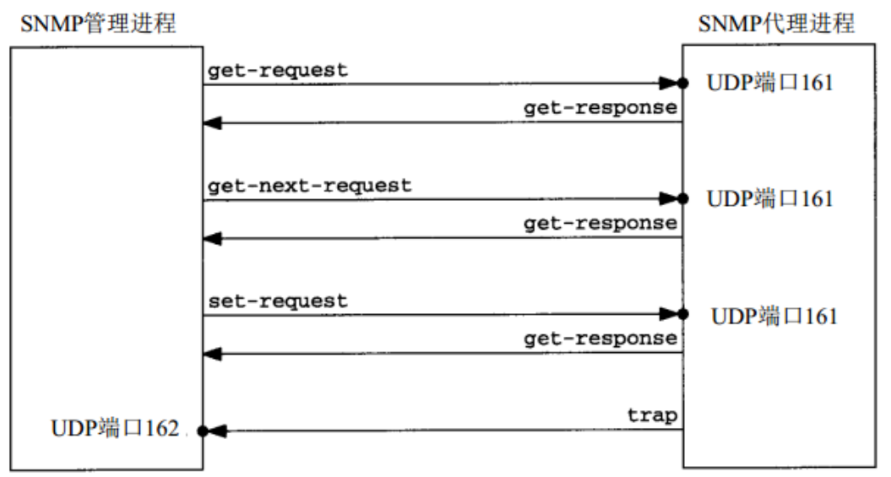 SNMP管理进程
SNMP代理进程
get-request
UDP端口161
get-response
get-next-request
UDP端口161
get-response
set-request
UDP端口161
get-response
trap
UDP端口162